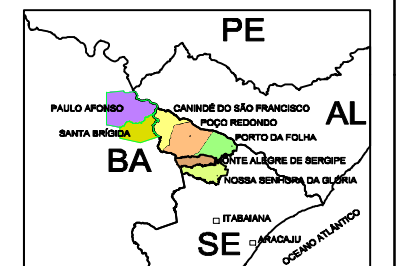 PE
PAULO AFONSO
CANINDÉ DO SÃO FRANCISCO
AL
POÇO REDONDO
SANTA BRÍGIDA
PORTO DA FOLHA
BA
MONTE ALEGRE DE SERGIPE
NOSSA SENHORA DA GLÓRIA
ITABAIANA
SE
ARACAJU
OCEANO ATLÂNTICO